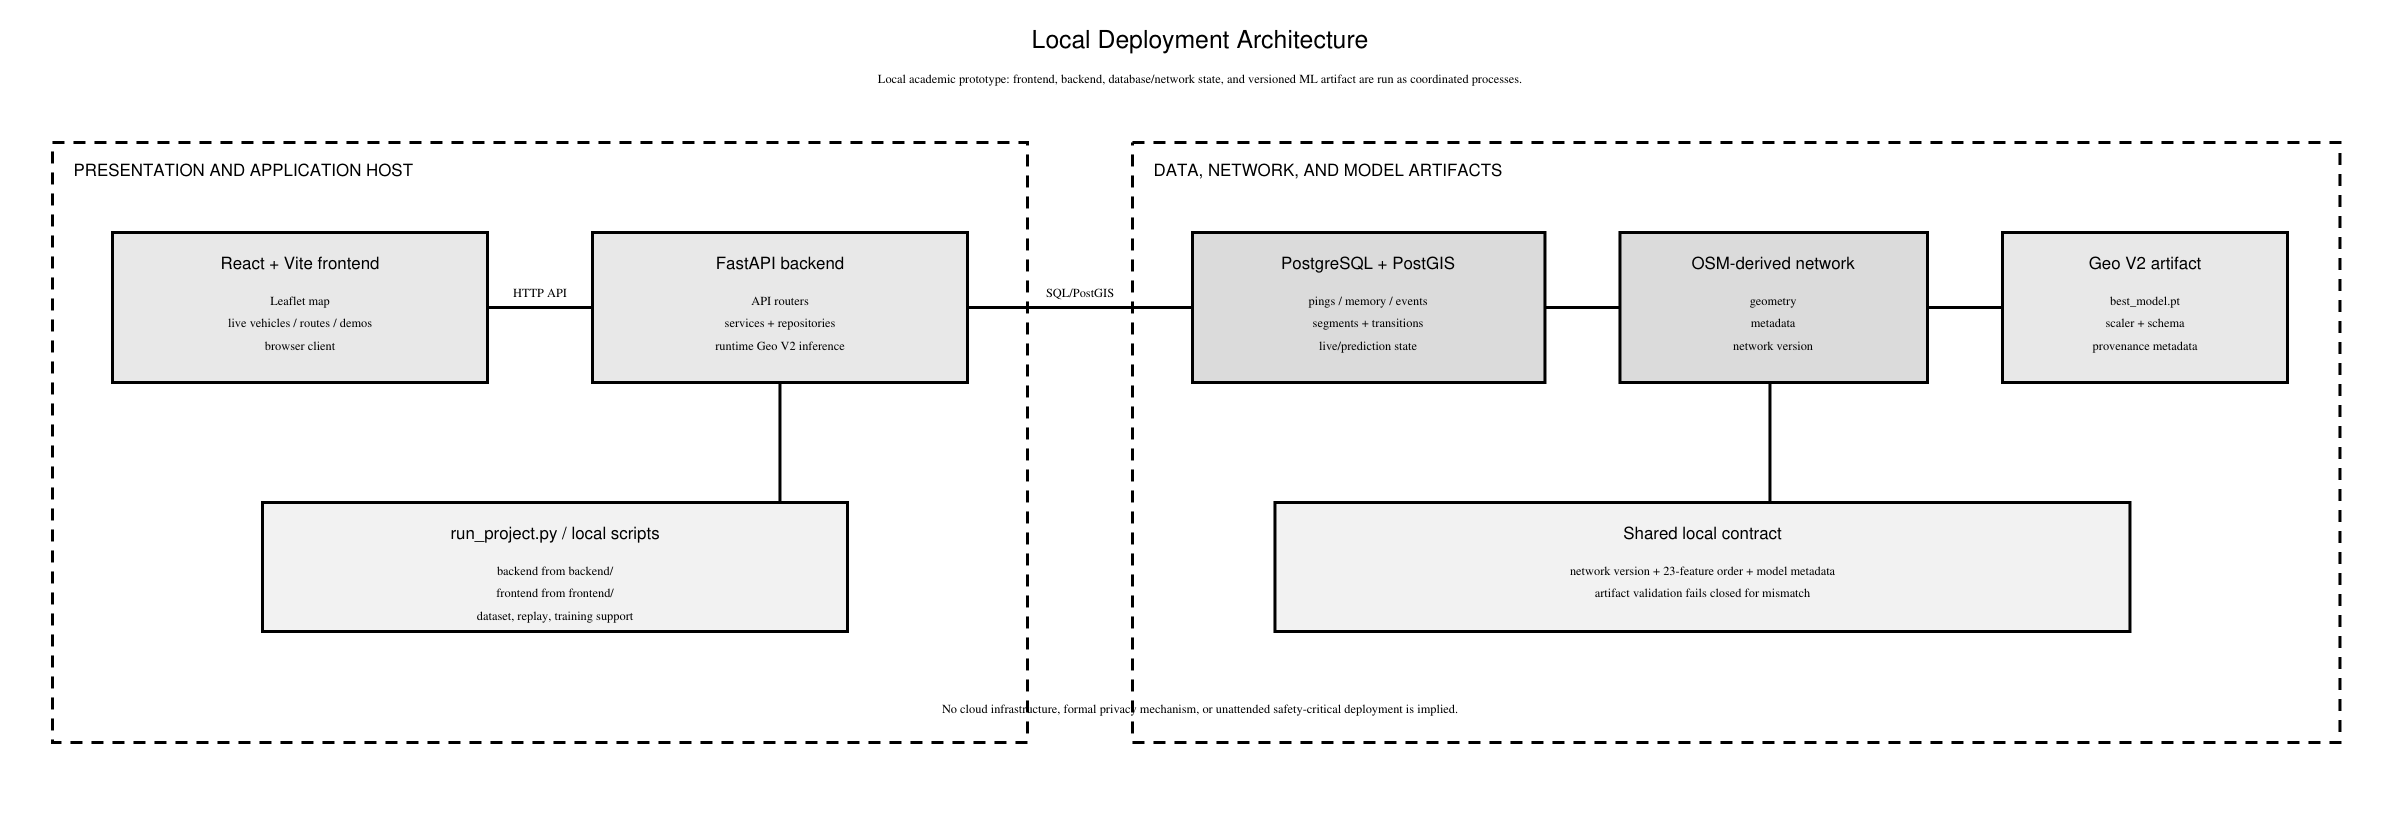 Local Deployment Architecture
Local academic prototype: frontend, backend, database/network state, and versioned ML artifact are run as coordinated processes.
PRESENTATION AND APPLICATION HOST
React + Vite frontend
Leaflet map
live vehicles / routes / demos
browser client
HTTP API
FastAPI backend
API routers
services + repositories
runtime Geo V2 inference
run_project.py / local scripts
backend from backend/
frontend from frontend/
dataset, replay, training support
SQL/PostGIS
DATA, NETWORK, AND MODEL ARTIFACTS
PostgreSQL + PostGIS
pings / memory / events
segments + transitions
live/prediction state
OSM-derived network
geometry
metadata
network version
Geo V2 artifact
best_model.pt
scaler + schema
provenance metadata
Shared local contract
network version + 23-feature order + model metadata
artifact validation fails closed for mismatch
No cloud infrastructure, formal privacy mechanism, or unattended safety-critical deployment is implied.